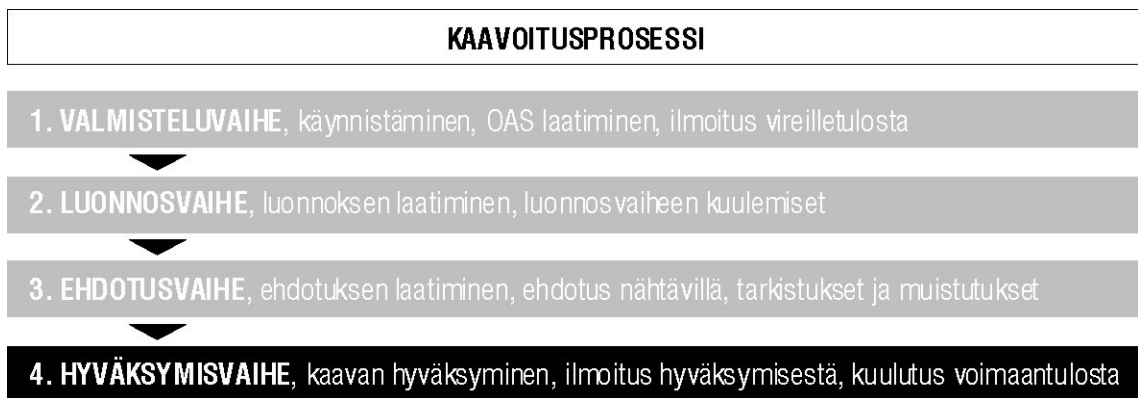 KAAVOITUSPROSESSI
1. VALMISTELUVAIHE, käynnistäminen, OAS laatiminen, ilmoitus vireilletulosta
2. LUONNOSVAIHE, luonnoksen laatiminen, luonnosvaiheen kuulemiset
3. EHDOTUSVAIHE, ehdotuksen laatiminen, ehdotus nähtävillä, tarkistukset ja muistutukset
4. HYVÄKSYMISVAIHE, kaavan hyväksyminen, ilmoitus hyväksymisestä, kuulutus voimaantulosta